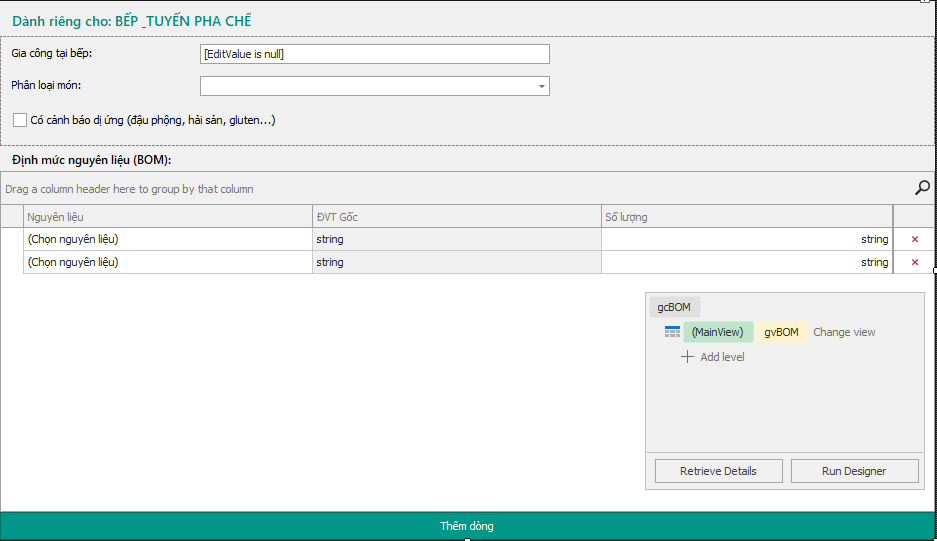 Dành riêng cho: BẾP _TUYẾN PHA CHẾ
Gia công tại bếp: [EditValue is null]
Phân loại món:
Có cảnh báo dị ứng (đậu phộng, hải sản, gluten...)
Định mức nguyên liệu (BOM):
Drag a column header here to group by that column
Nguyên liệu ĐVT Gốc Số lượng
(Chọn nguyên liệu) string string
(Chọn nguyên liệu) string string
gcBOM
(MainView) gvBOM Change view
Add level
Retrieve Details Run Designer
Thêm dòng